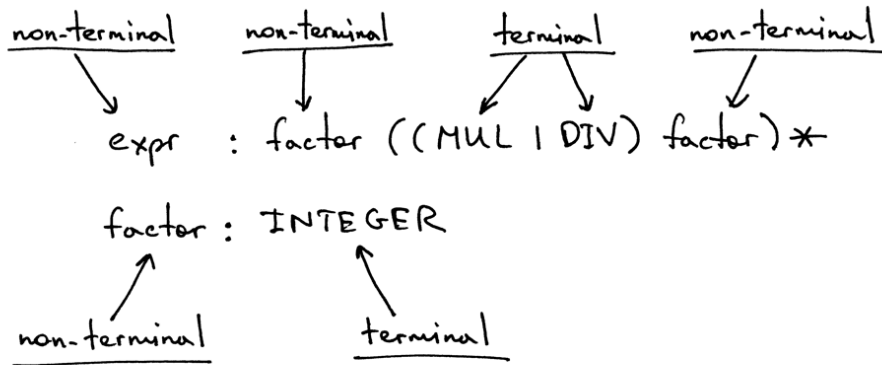 non-terminal non-terminal terminal non-terminal
expr : factor ((MUL | DIV) factor)*
factor : INTEGER
non-terminal terminal